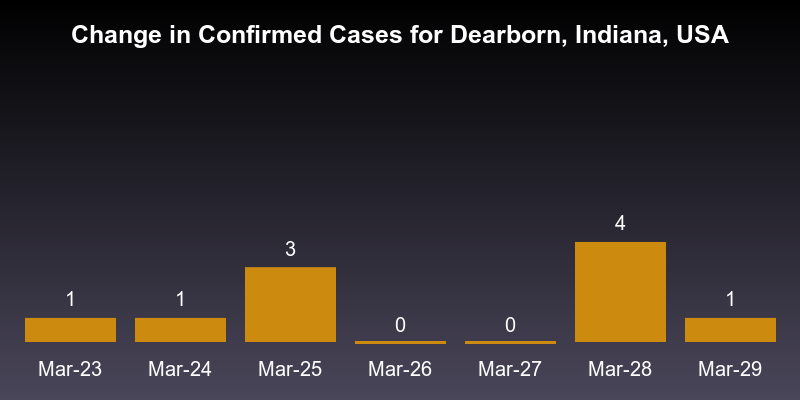 Change in Confirmed Cases for Dearborn, Indiana, USA
1 1 3 0 0 4 1
Mar-23 Mar-24 Mar-25 Mar-26 Mar-27 Mar-28 Mar-29